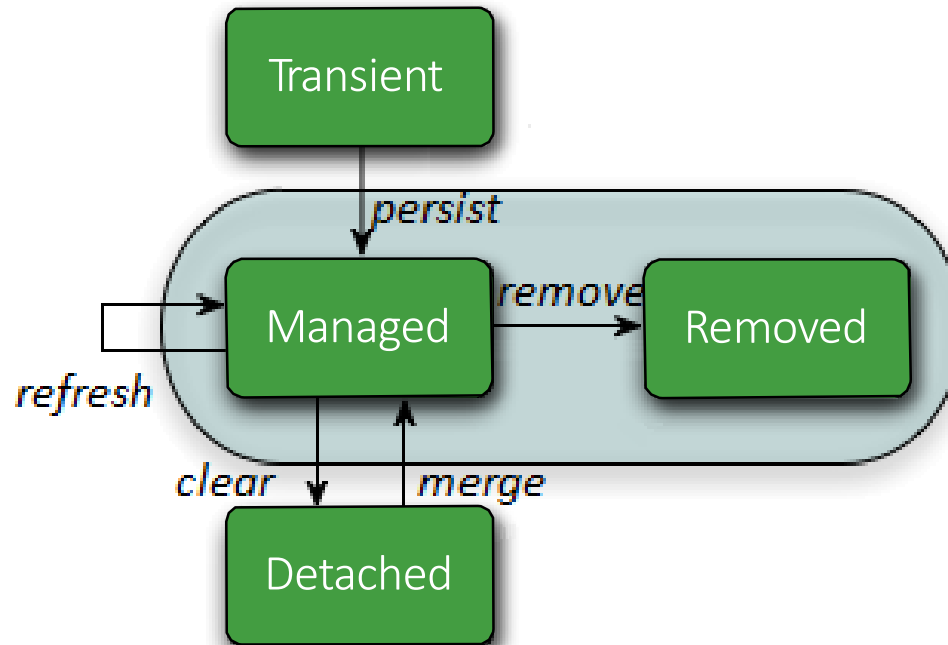 Transient
persist
Managed
remove
Removed
refresh
clear
merge
Detached